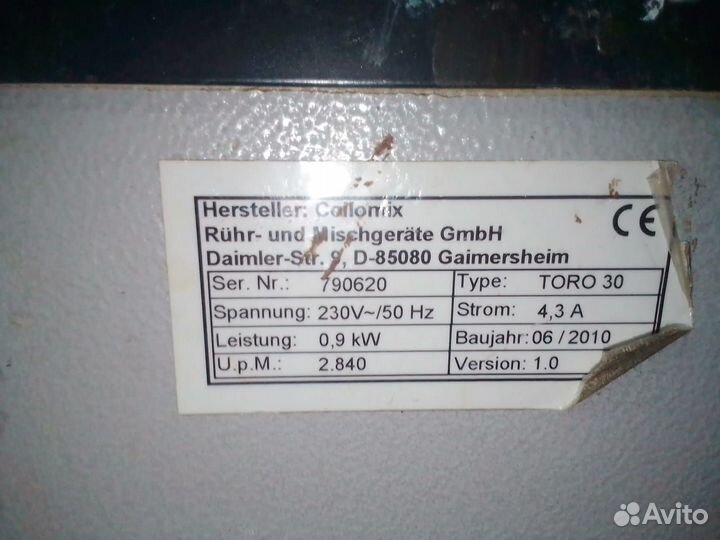 Hersteller: Collomix
CE
Rühr- und Mischgeräte GmbH
Daimler-Str. 9, D-85080 Gaimersheim
Ser. Nr.: 790620 Type: TORO 30
Spannung: 230V~/50 Hz Strom: 4,3 A
Leistung: 0,9 kW Baujahr: 06 / 2010
U.p.M.: 2.840 Version: 1.0
Avito